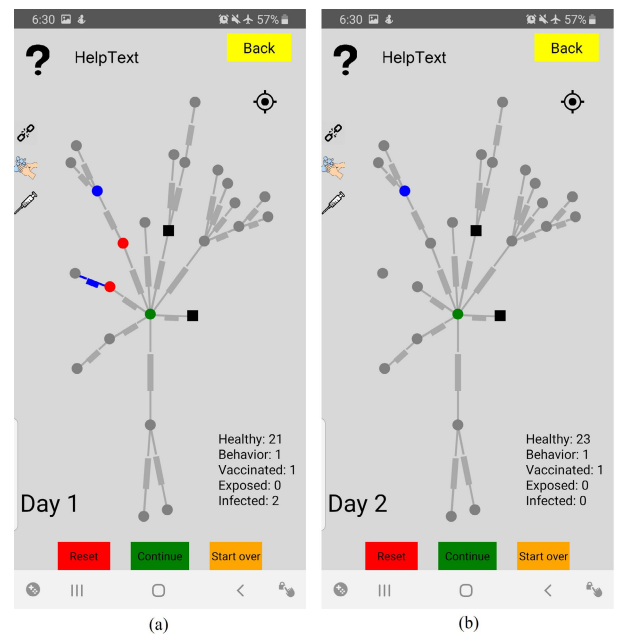 6:30 57%
Back
? HelpText
Healthy: 21
Behavior: 1
Vaccinated: 1
Exposed: 0
Infected: 2
Day 1
Reset Continue Start over
(a)
6:30 57%
Back
? HelpText
Healthy: 23
Behavior: 1
Vaccinated: 1
Exposed: 0
Infected: 0
Day 2
Reset Continue Start over
(b)